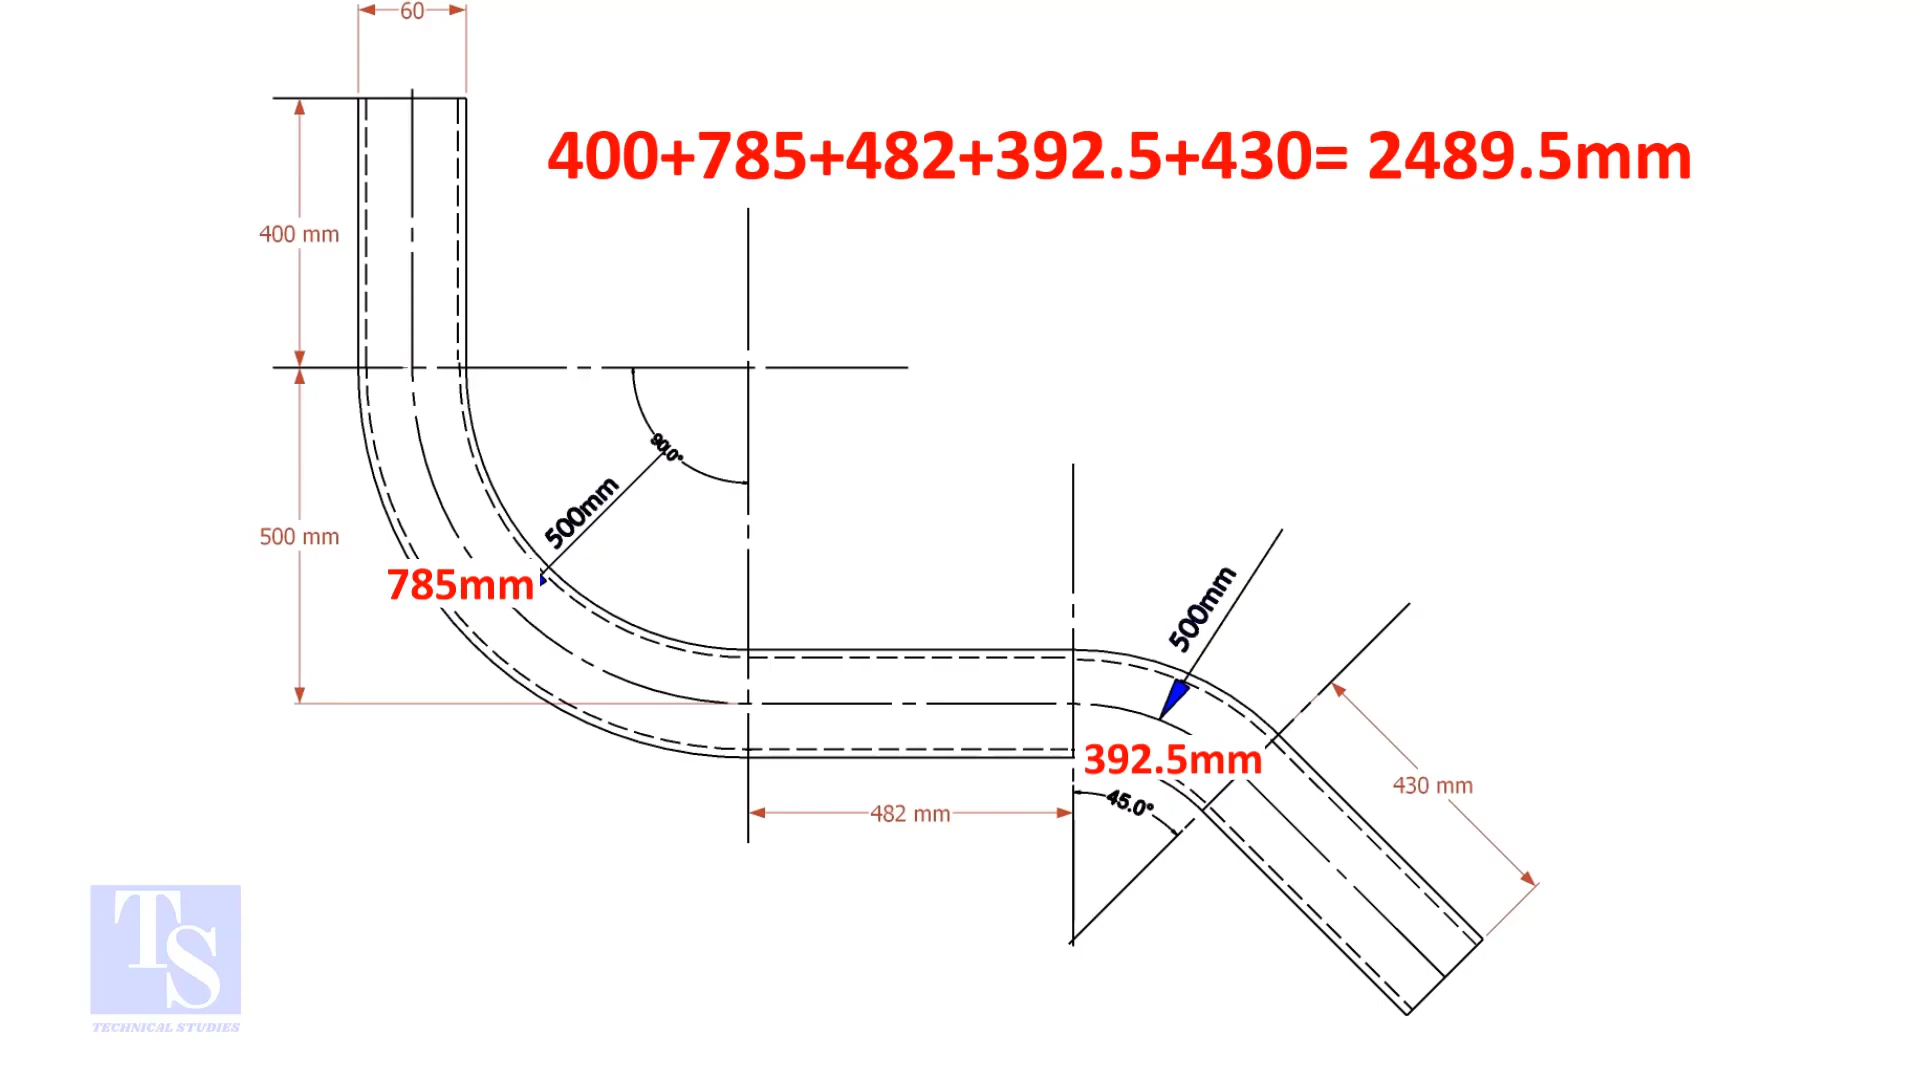 60
400+785+482+392.5+430= 2489.5mm
400 mm
90.0°
500mm
500 mm
785mm
500mm
392.5mm
430 mm
45.0°
482 mm
TS
TECHNICAL STUDIES